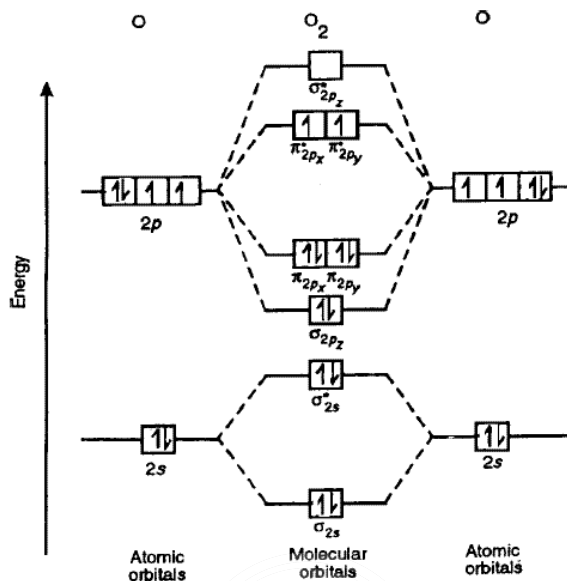 O O₂ O
σ*2pz
π*2px π*2py
2p 2p
π2px π2py
σ2pz
Energy
σ*2s
2s 2s
σ2s
Atomic orbitals Molecular orbitals Atomic orbitals